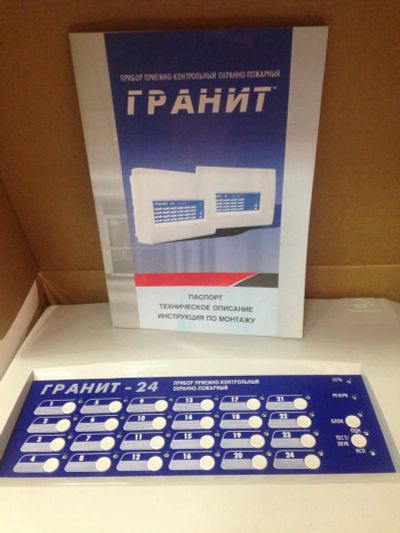 ПРИБОР ПРИЕМНО-КОНТРОЛЬНЫЙ ОХРАННО-ПОЖАРНЫЙ
ГРАНИТ
ПАСПОРТ
ТЕХНИЧЕСКОЕ ОПИСАНИЕ
ИНСТРУКЦИЯ ПО МОНТАЖУ
ГРАНИТ - 24
ПРИБОР ПРИЕМНО-КОНТРОЛЬНЫЙ
ОХРАННО-ПОЖАРНЫЙ
СЕТЬ
РЕЗЕРВ
1 5 9 13 17 21
2 6 10 14 18 22
БЛОК
ПЦН
3 7 11 15 19 23
ТЕСТ/
ЗВУК
ИСП
4 8 12 16 20 24